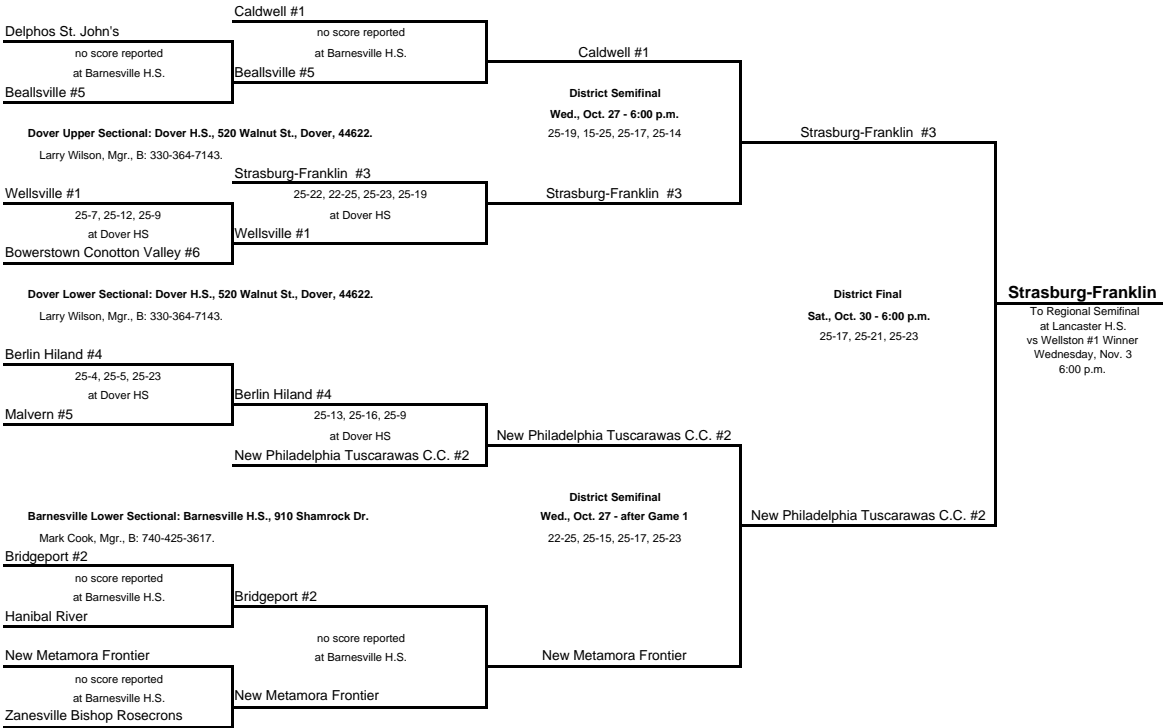 Caldwell #1
Delphos St. John's
no score reported
no score reported
at Barnesville H.S.
Caldwell #1
at Barnesville H.S.
Beallsville #5
Beallsville #5
District Semifinal
Wed., Oct. 27 - 6:00 p.m.
Dover Upper Sectional: Dover H.S., 520 Walnut St., Dover, 44622.
25-19, 15-25, 25-17, 25-14
Strasburg-Franklin #3
Larry Wilson, Mgr., B: 330-364-7143.
Strasburg-Franklin #3
Wellsville #1
25-22, 22-25, 25-23, 25-19
Strasburg-Franklin #3
25-7, 25-12, 25-9
at Dover HS
at Dover HS
Wellsville #1
Bowerstown Conotton Valley #6
Dover Lower Sectional: Dover H.S., 520 Walnut St., Dover, 44622.
District Final
Strasburg-Franklin
Larry Wilson, Mgr., B: 330-364-7143.
Sat., Oct. 30 - 6:00 p.m.
To Regional Semifinal
at Lancaster H.S.
25-17, 25-21, 25-23
vs Wellston #1 Winner
Wednesday, Nov. 3
6:00 p.m.
Berlin Hiland #4
25-4, 25-5, 25-23
at Dover HS
Berlin Hiland #4
Malvern #5
25-13, 25-16, 25-9
at Dover HS
New Philadelphia Tuscarawas C.C. #2
New Philadelphia Tuscarawas C.C. #2
District Semifinal
Barnesville Lower Sectional: Barnesville H.S., 910 Shamrock Dr.
Wed., Oct. 27 - after Game 1
New Philadelphia Tuscarawas C.C. #2
Mark Cook, Mgr., B: 740-425-3617.
22-25, 25-15, 25-17, 25-23
Bridgeport #2
no score reported
at Barnesville H.S.
Bridgeport #2
Hanibal River
no score reported
at Barnesville H.S.
New Metamora Frontier
New Metamora Frontier
no score reported
at Barnesville H.S.
New Metamora Frontier
Zanesville Bishop Rosecrons